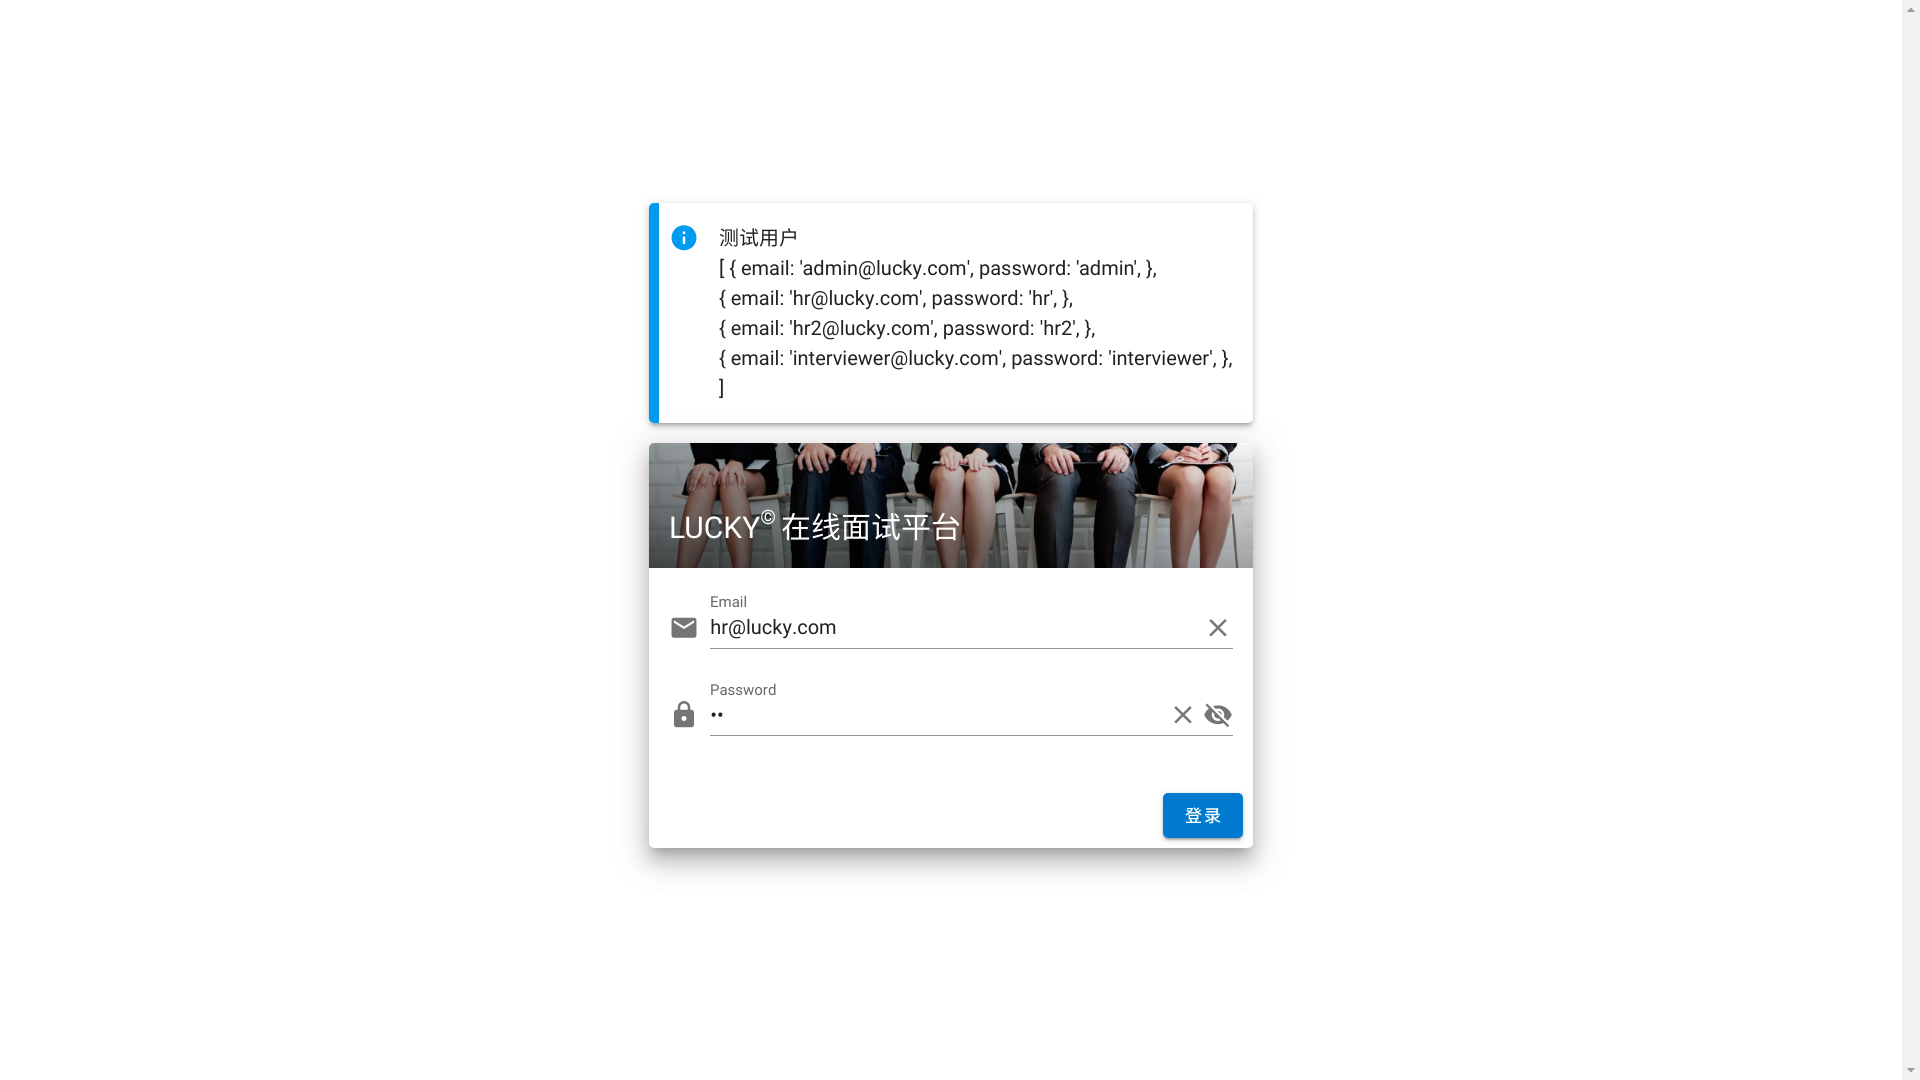 测试用户
[ { email: 'admin@lucky.com', password: 'admin', },
{ email: 'hr@lucky.com', password: 'hr', },
{ email: 'hr2@lucky.com', password: 'hr2', },
{ email: 'interviewer@lucky.com', password: 'interviewer', },
]
LUCKY© 在线面试平台
Email
hr@lucky.com
Password
••
登录